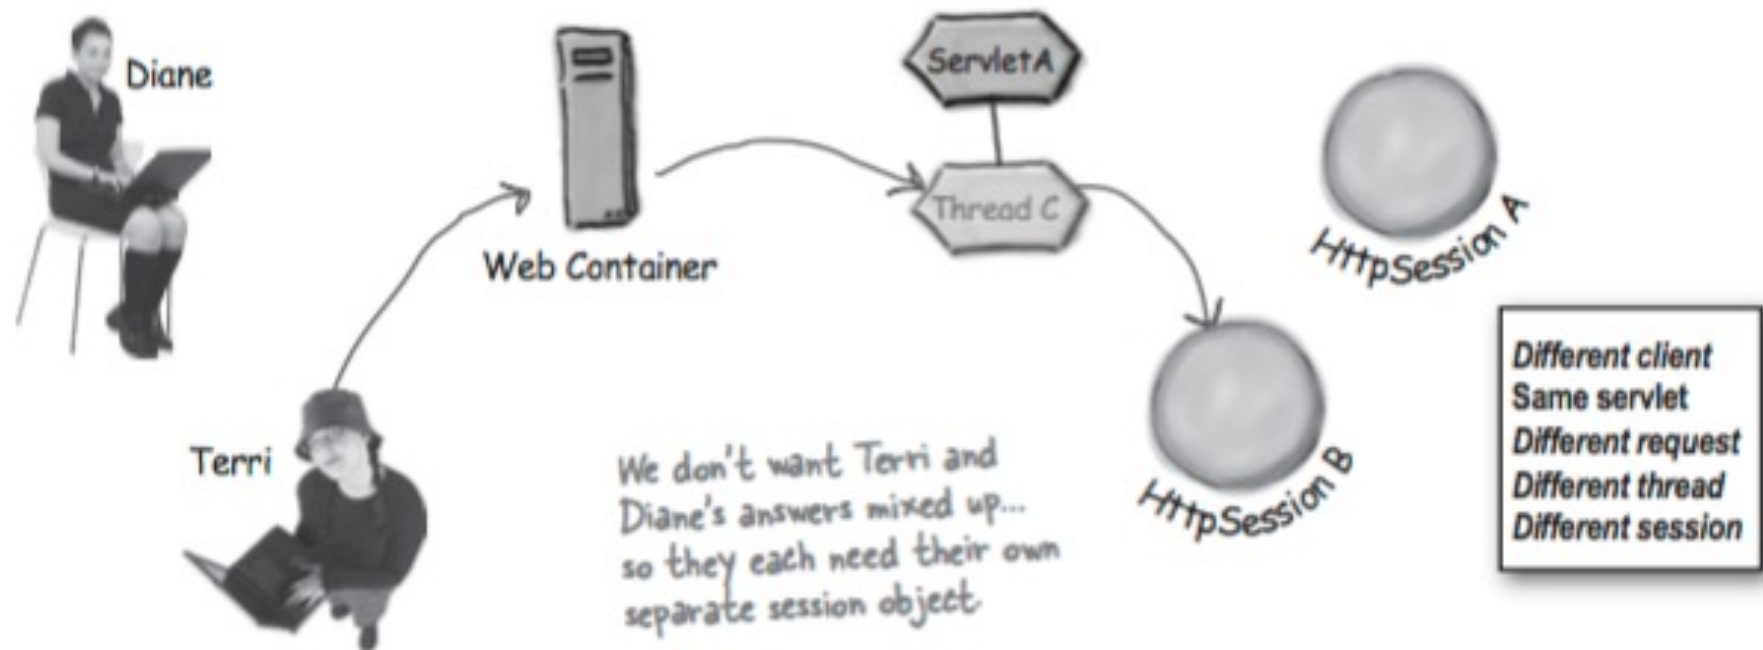 Diane
ServletA
Thread C
HttpSession A
Web Container
Terri
We don't want Terri and
Diane's answers mixed up...
so they each need their own
separate session object
HttpSession B
Different client
Same servlet
Different request
Different thread
Different session